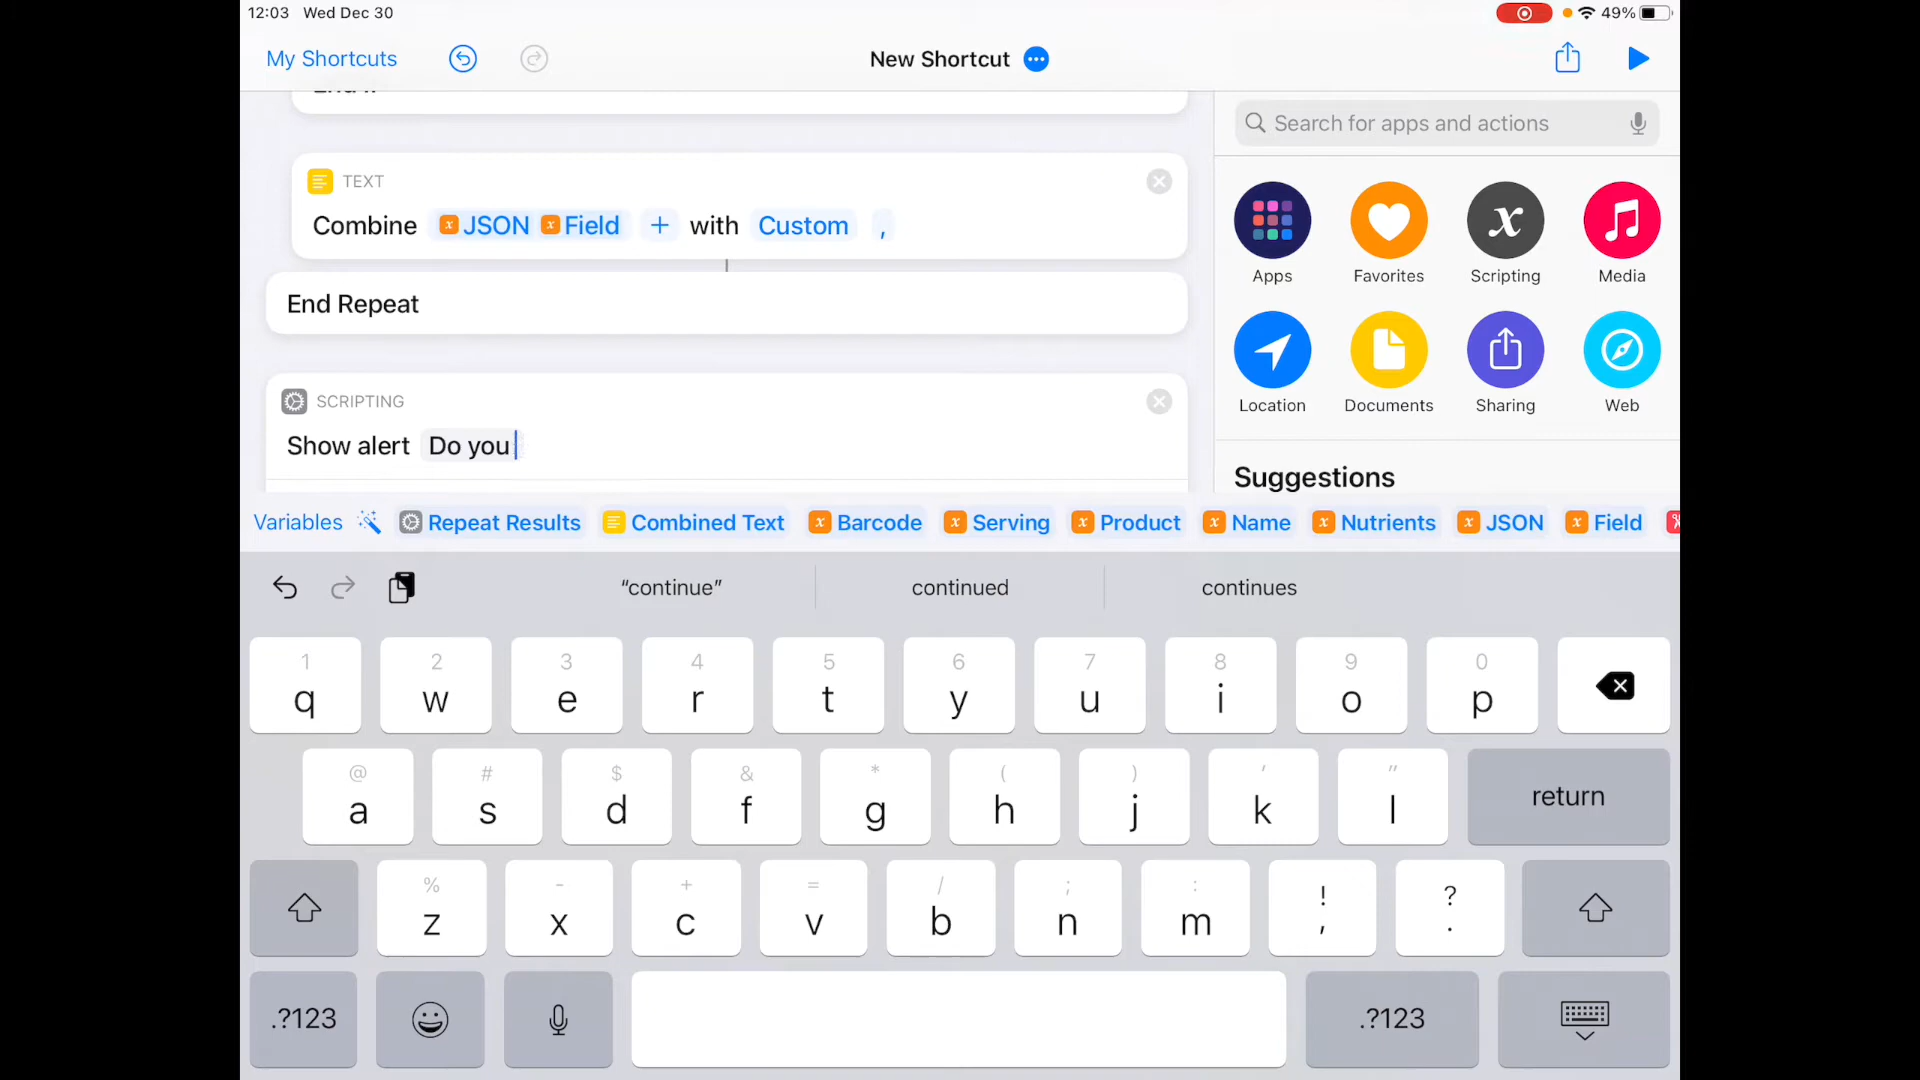 12:03 Wed Dec 30
49%
My Shortcuts
New Shortcut
Search for apps and actions
TEXT
Combine JSON Field + with Custom ,
End Repeat
SCRIPTING
Show alert Do you
Apps
Favorites
Scripting
Media
Location
Documents
Sharing
Web
Suggestions
Variables Repeat Results Combined Text Barcode Serving Product Name Nutrients JSON Field
“continue” continued continues
1 2 3 4 5 6 7 8 9 0
q w e r t y u i o p
@ # $ & * ( ) ' "
a s d f g h j k l return
% - + = / ; : ! ?
z x c v b n m , .
.?123 .?123